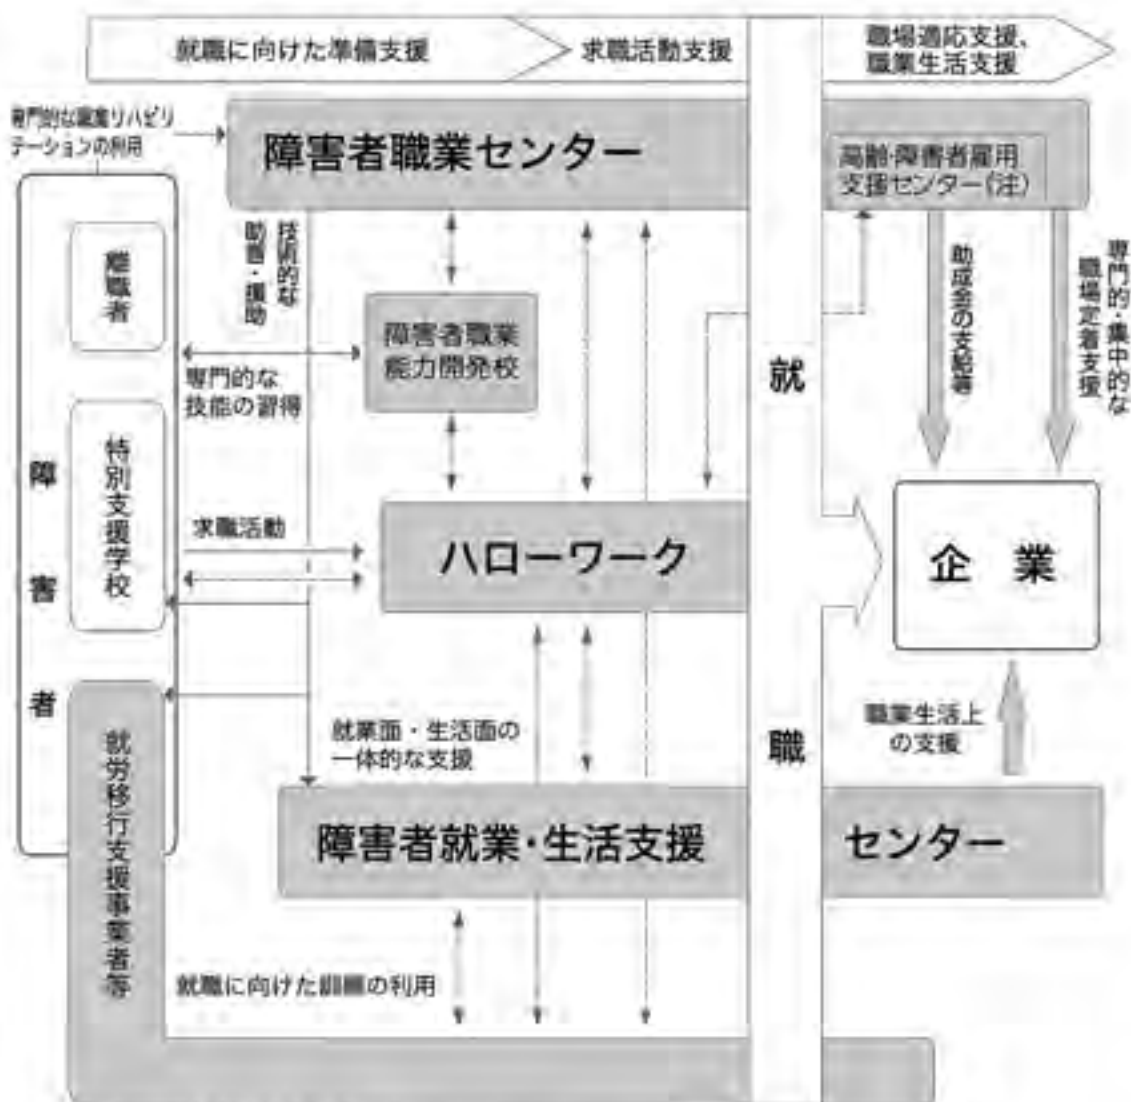 就職に向けた準備支援
求職活動支援
職場適応支援、
職業生活支援
専門的な職業リハビリ
テーションの利用
障害者職業センター
高齢・障害者雇用
支援センター(注)
離職者
技術的な
助言・援助
障害者職業
能力開発校
助成金の支給等
専門的・集中的な
職場定着支援
専門的な
技能の習得
就職
特別支援学校
障害者
求職活動
ハローワーク
企業
就業面・生活面の
一体的な支援
職業生活上
の支援
就労移行支援事業者等
障害者就業・生活支援
センター
就職に向けた訓練の利用